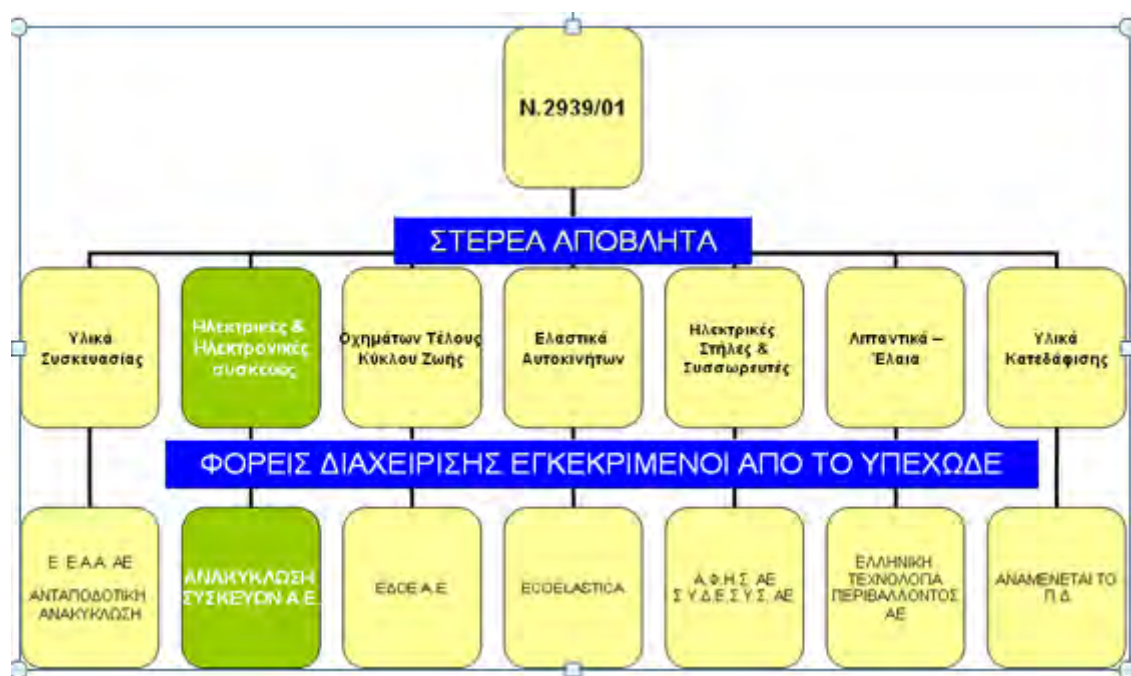 Ν.2939/01
ΣΤΕΡΕΑ ΑΠΟΒΛΗΤΑ
Υλικά
Συσκευασίας
Ηλεκτρικές &
Ηλεκτρονικές
συσκευές
Οχημάτων Τέλους
Κύκλου Ζωής
Ελαστικά
Αυτοκινήτων
Ηλεκτρικές
Στήλες &
Συσσωρευτές
Λιπαντικά –
Έλαια
Υλικά
Κατεδάφισης
ΦΟΡΕΙΣ ΔΙΑΧΕΙΡΙΣΗΣ ΕΓΚΕΚΡΙΜΕΝΟΙ ΑΠΟ ΤΟ ΥΠΕΧΩΔΕ
Ε.Ε.Α.Α. ΑΕ
ΑΝΤΑΠΟΔΟΤΙΚΗ
ΑΝΑΚΥΚΛΩΣΗ
ΑΝΑΚΥΚΛΩΣΗ
ΣΥΣΚΕΥΩΝ Α.Ε.
ΕΔΟΕ Α.Ε.
ECOELASTICA
Α.Φ.Η.Σ. ΑΕ
Σ.Υ.Δ.Ε.Σ.Υ.Σ. ΑΕ
ΕΛΛΗΝΙΚΗ
ΤΕΧΝΟΛΟΓΙΑ
ΠΕΡΙΒΑΛΛΟΝΤΟΣ
ΑΕ
ΑΝΑΜΕΝΕΤΑΙ ΤΟ
Π.Δ.